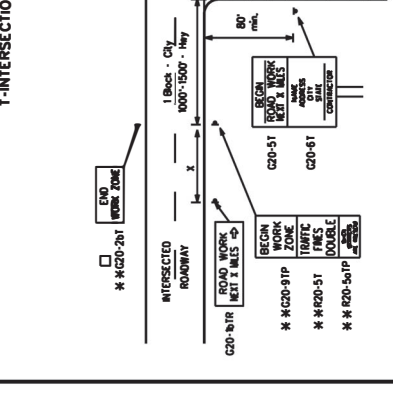 T-INTERSECTIO
1 Block - City
1000'-1500' - Hwy
80'
min.
X
BEGIN
ROAD WORK
NEXT X MILES
NAME
ADDRESS
CITY
STATE
CONTRACTOR
G20-5T
G20-6T
END
WORK ZONE
* * G20-2bT
INTERSECTED
ROADWAY
ROAD WORK
NEXT X MILES ⇨
G20-1bTR
BEGIN
WORK
ZONE
TRAFFIC
FINES
DOUBLE
* * G20-9TP
* * R20-5T
* * R20-5aTP